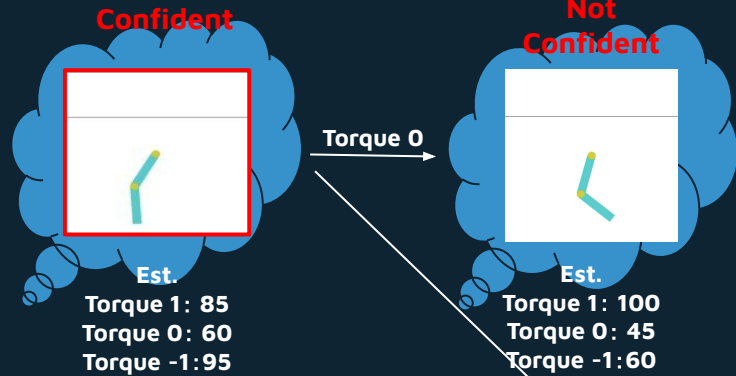 Confident
Not
Confident
Torque 0
Est.
Torque 1: 85
Torque 0: 60
Torque -1:95
Est.
Torque 1: 100
Torque 0: 45
Torque -1:60